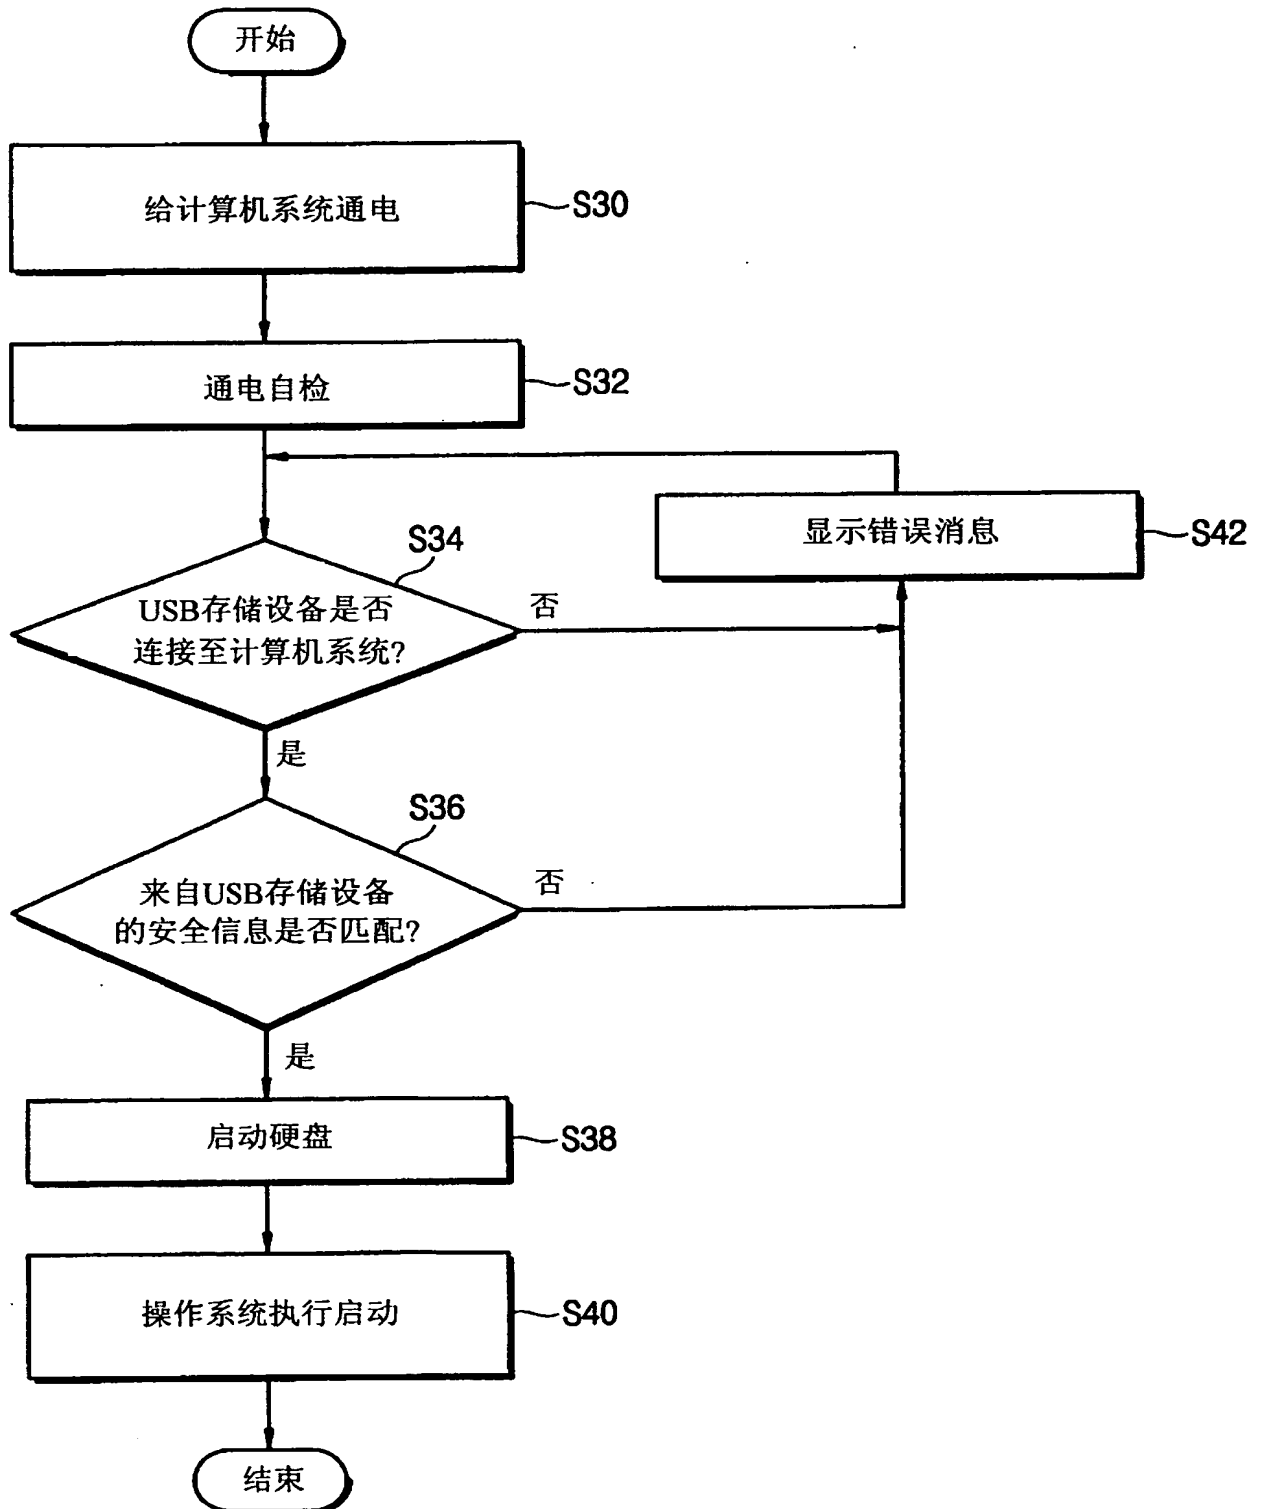 开始
给计算机系统通电
S30
通电自检
S32
显示错误消息
S42
S34
USB存储设备是否
连接至计算机系统?
否
是
S36
来自USB存储设备
的安全信息是否匹配?
否
是
启动硬盘
S38
操作系统执行启动
S40
结束